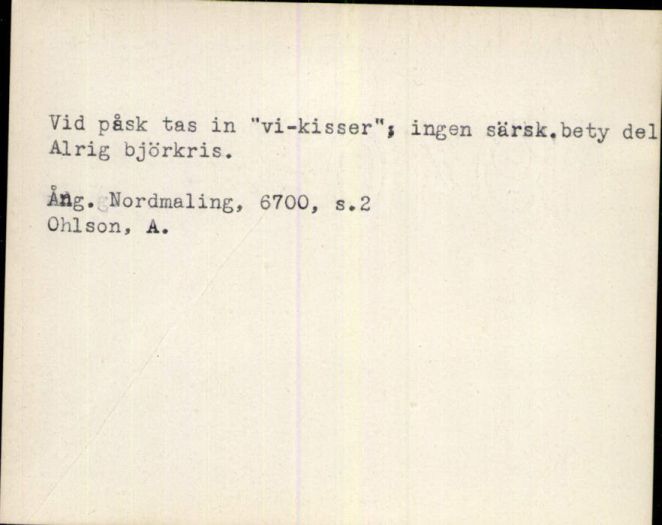 Vid påsk tas in "vi-kisser"; ingen särsk.bety del
Alrig björkris.
Ång. Nordmaling, 6700, s.2
Ohlson, A.